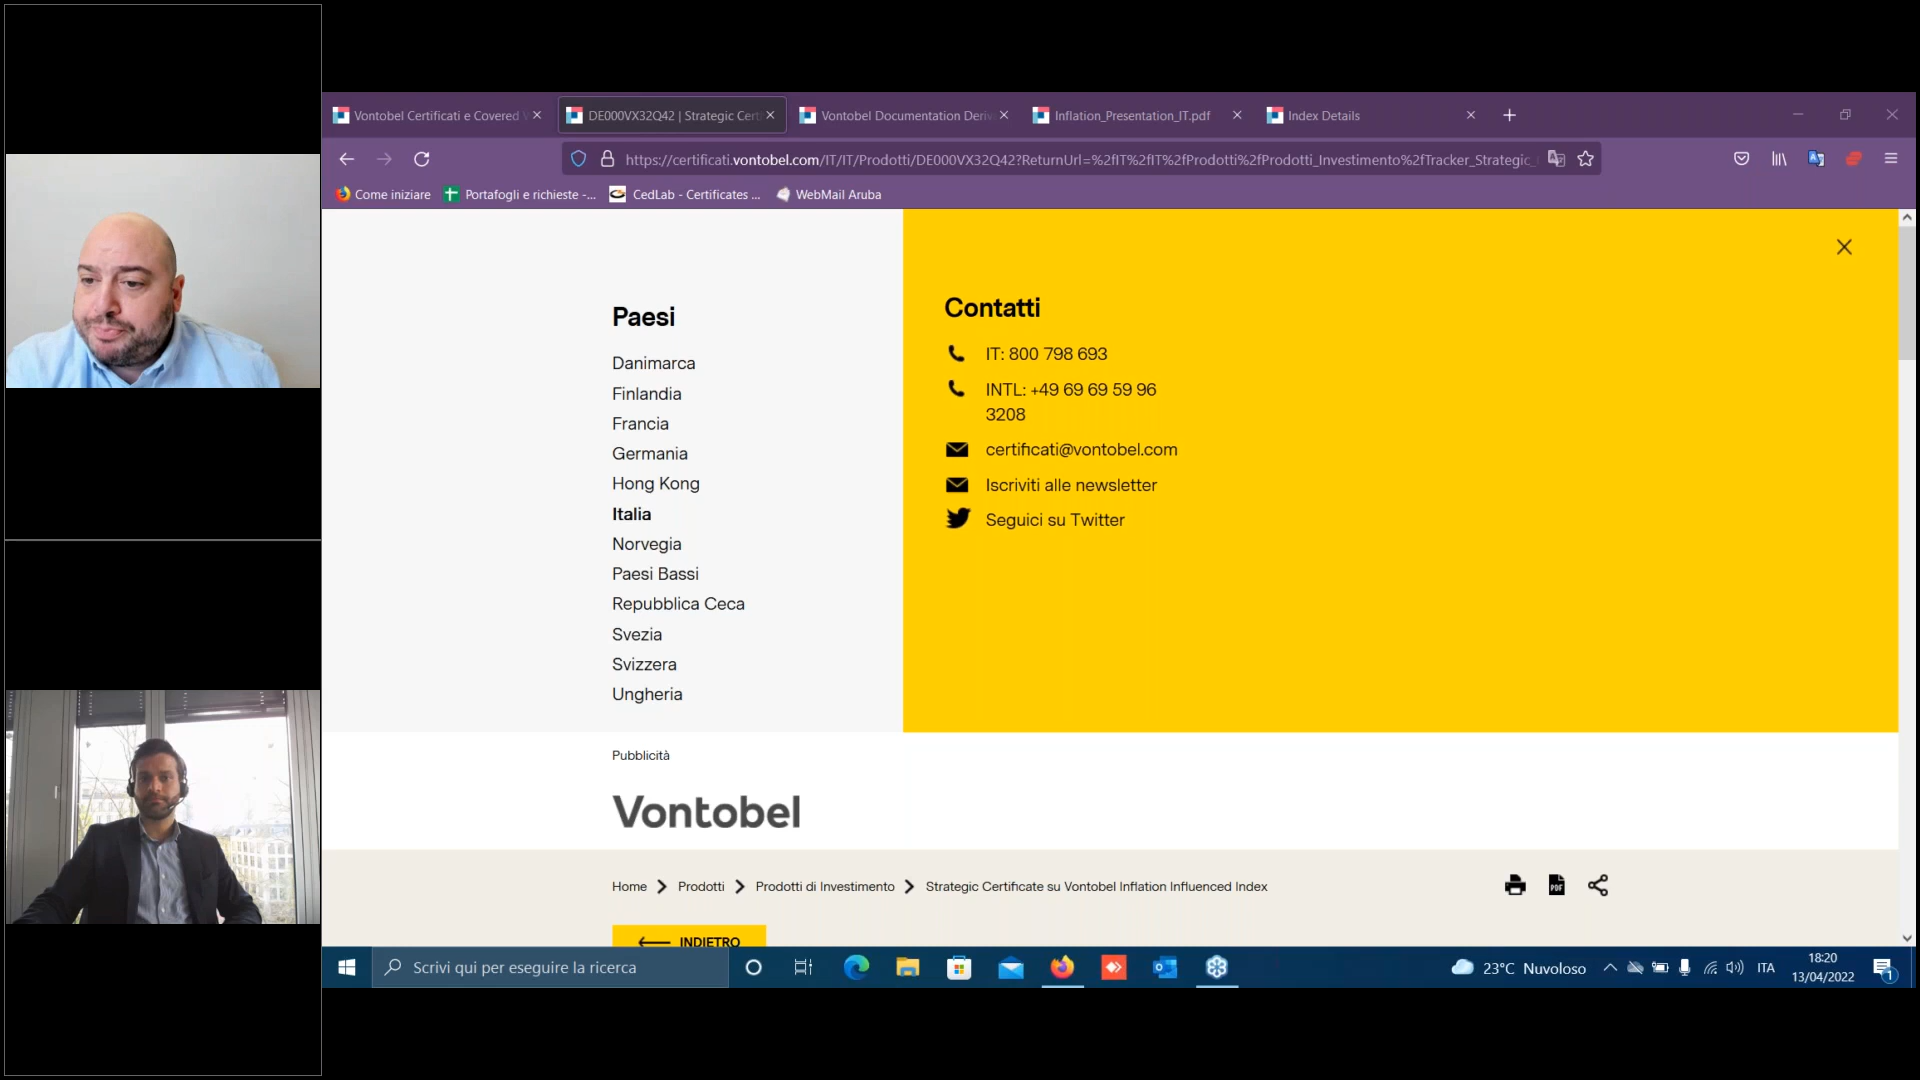 Vontobel Certificati e Covered
DE000VX32Q42 | Strategic Cert
Vontobel Documentation Deriv
Inflation_Presentation_IT.pdf
Index Details
https://certificati.vontobel.com/IT/IT/Prodotti/DE000VX32Q42?ReturnUrl=%2fIT%2fIT%2fProdotti%2fProdotti_Investimento%2fTracker_Strategic_
Come iniziare
Portafogli e richieste -...
CedLab - Certificates ...
WebMail Aruba
Paesi
Danimarca
Finlandia
Francia
Germania
Hong Kong
Italia
Norvegia
Paesi Bassi
Repubblica Ceca
Svezia
Svizzera
Ungheria
Contatti
IT: 800 798 693
INTL: +49 69 69 59 96
3208
certificati@vontobel.com
Iscriviti alle newsletter
Seguici su Twitter
Pubblicità
Vontobel
Home > Prodotti > Prodotti di Investimento > Strategic Certificate su Vontobel Inflation Influenced Index
PDF
INDIETRO
Scrivi qui per eseguire la ricerca
23°C Nuvoloso
ITA
18:20
13/04/2022
1